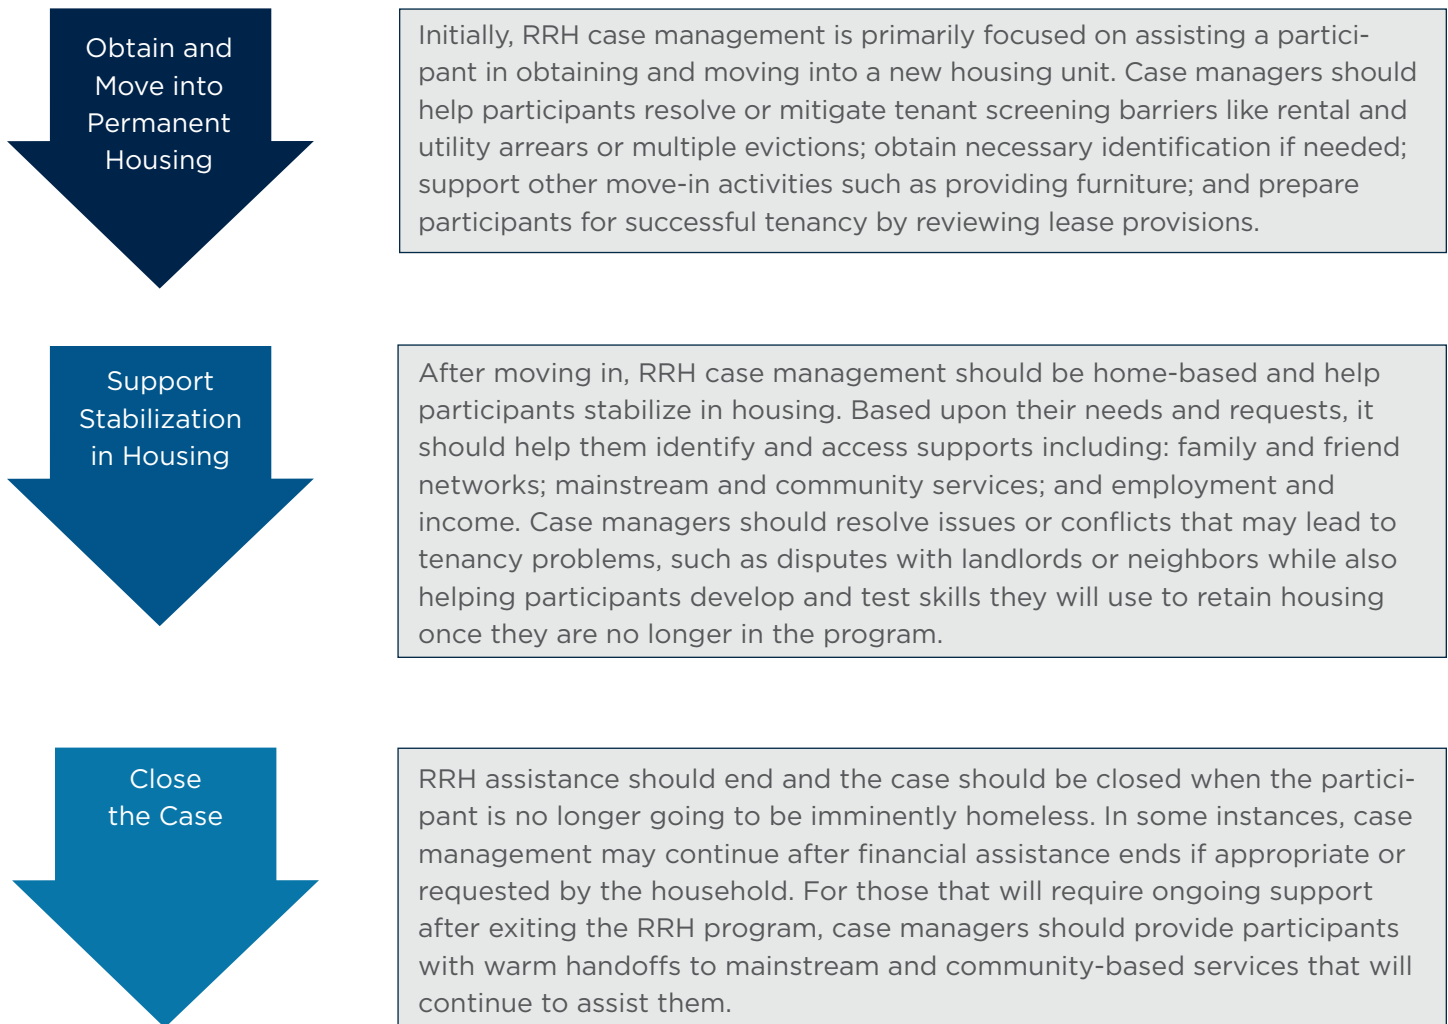 Obtain and
Move into
Permanent
Housing
Initially, RRH case management is primarily focused on assisting a partici-
pant in obtaining and moving into a new housing unit. Case managers should
help participants resolve or mitigate tenant screening barriers like rental and
utility arrears or multiple evictions; obtain necessary identification if needed;
support other move-in activities such as providing furniture; and prepare
participants for successful tenancy by reviewing lease provisions.
Support
Stabilization
in Housing
After moving in, RRH case management should be home-based and help
participants stabilize in housing. Based upon their needs and requests, it
should help them identify and access supports including: family and friend
networks; mainstream and community services; and employment and
income. Case managers should resolve issues or conflicts that may lead to
tenancy problems, such as disputes with landlords or neighbors while also
helping participants develop and test skills they will use to retain housing
once they are no longer in the program.
Close
the Case
RRH assistance should end and the case should be closed when the partici-
pant is no longer going to be imminently homeless. In some instances, case
management may continue after financial assistance ends if appropriate or
requested by the household. For those that will require ongoing support
after exiting the RRH program, case managers should provide participants
with warm handoffs to mainstream and community-based services that will
continue to assist them.